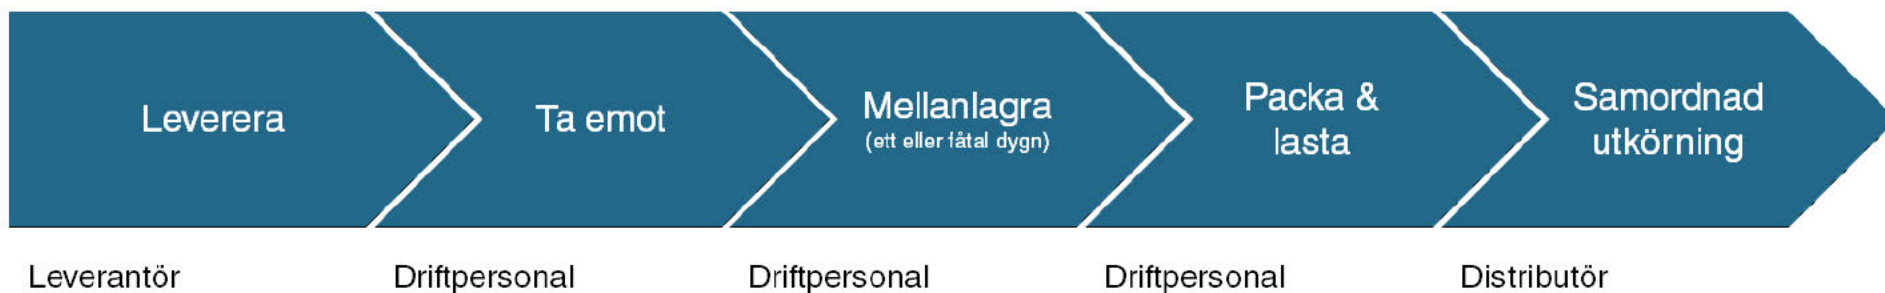 Leverera
Ta emot
Mellanlagra
(ett eller fåtal dygn)
Packa &
lasta
Samordnad
utkörning
Leverantör
Driftpersonal
Driftpersonal
Driftpersonal
Distributör